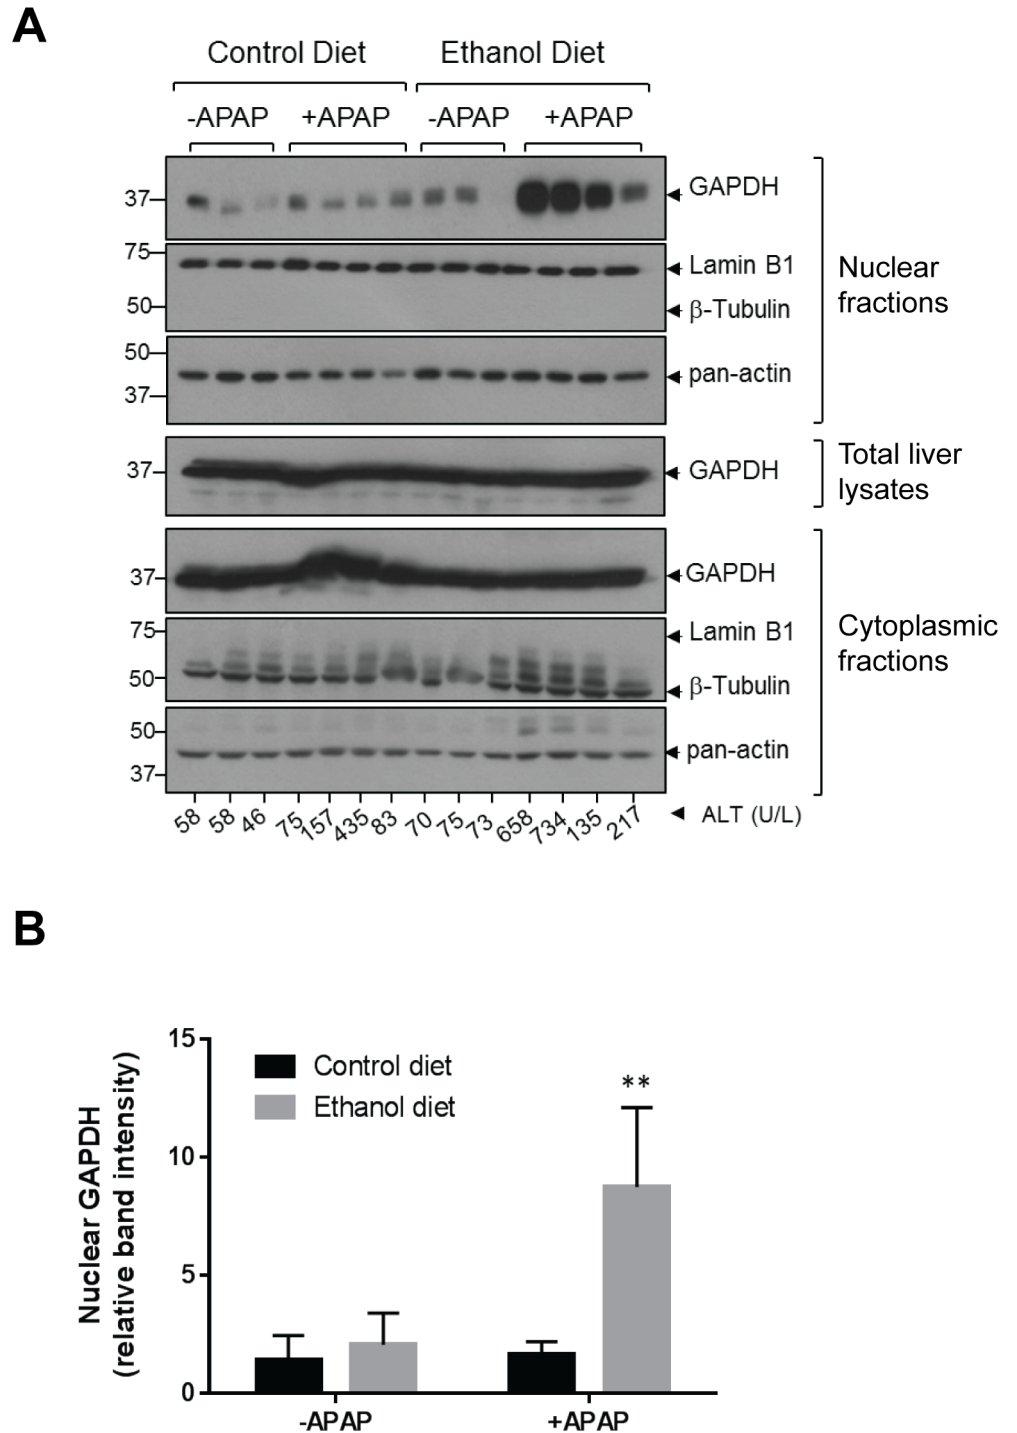 A
Control Diet Ethanol Diet
-APAP +APAP -APAP +APAP
37 GAPDH
75 Lamin B1
50 β-Tubulin
Nuclear
fractions
50 pan-actin
37
37 GAPDH
Total liver
lysates
37 GAPDH
75 Lamin B1
50 β-Tubulin
Cytoplasmic
fractions
50 pan-actin
37
58 58 46 75 157 435 83 70 75 73 658 734 135 217 ALT (U/L)
B
Nuclear GAPDH
(relative band intensity)
15
10
5
0
Control diet
Ethanol diet
**
-APAP +APAP